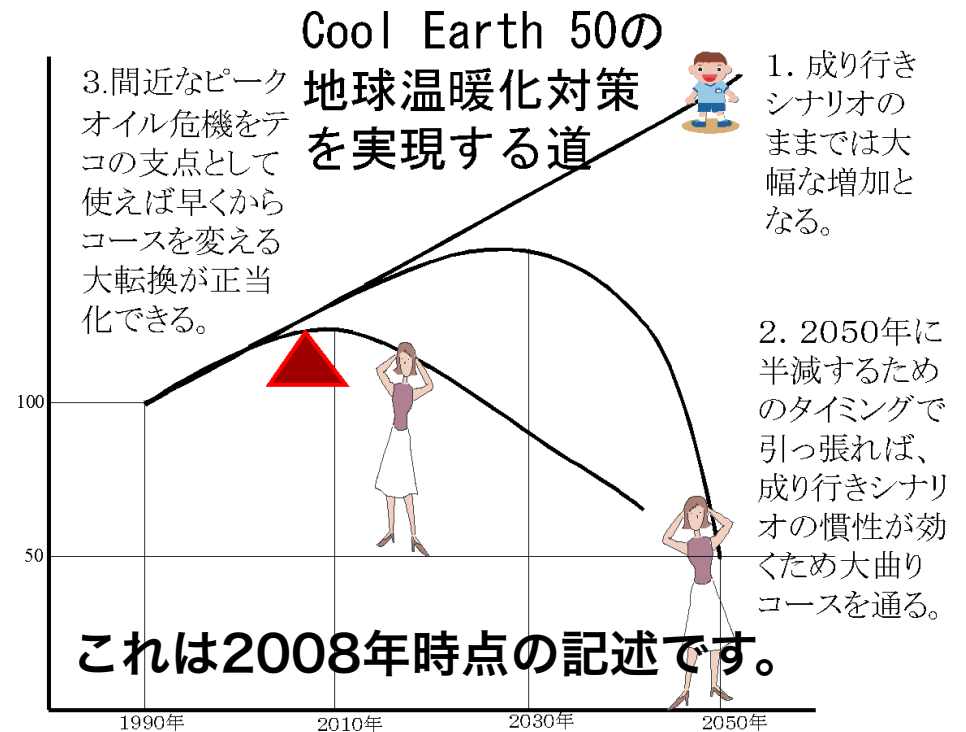 Cool Earth 50の
地球温暖化対策
を実現する道
3.間近なピーク
オイル危機をテ
コの支点として
使えば早くから
コースを変える
大転換が正当
化できる。
1. 成り行き
シナリオの
ままでは大
幅な増加と
なる。
2. 2050年に
半減するため
のタイミングで
引っ張れば、
成り行きシナリ
オの慣性が効
くため大曲り
コースを通る。
100
50
これは2008年時点の記述です。
1990年 2010年 2030年 2050年